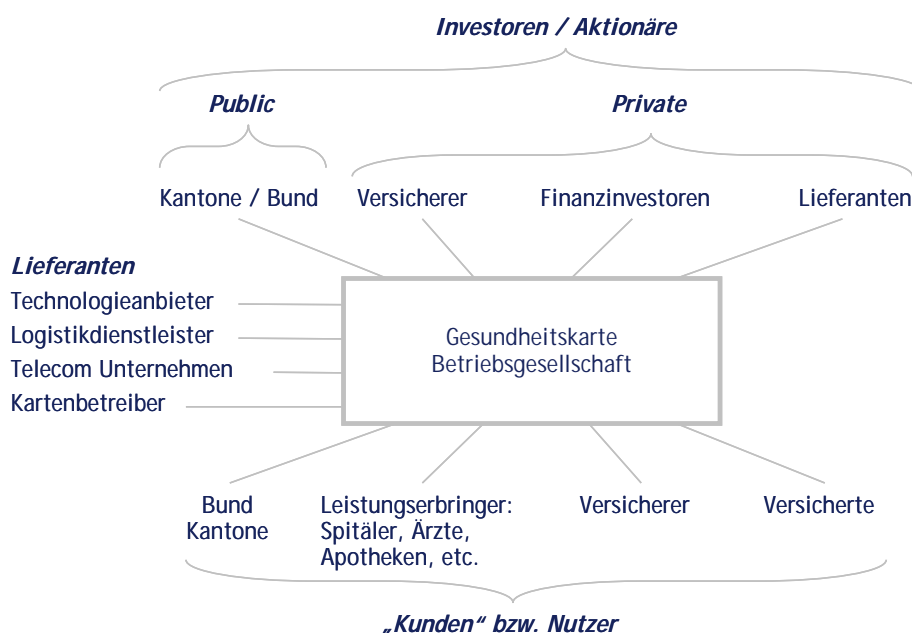 Investoren / Aktionäre
Public
Private
Kantone / Bund
Versicherer
Finanzinvestoren
Lieferanten
Lieferanten
Technologieanbieter
Logistikdienstleister
Telecom Unternehmen
Kartenbetreiber
Gesundheitskarte
Betriebsgesellschaft
Bund
Kantone
Leistungserbringer:
Spitäler, Ärzte,
Apotheken, etc.
Versicherer
Versicherte
„Kunden“ bzw. Nutzer